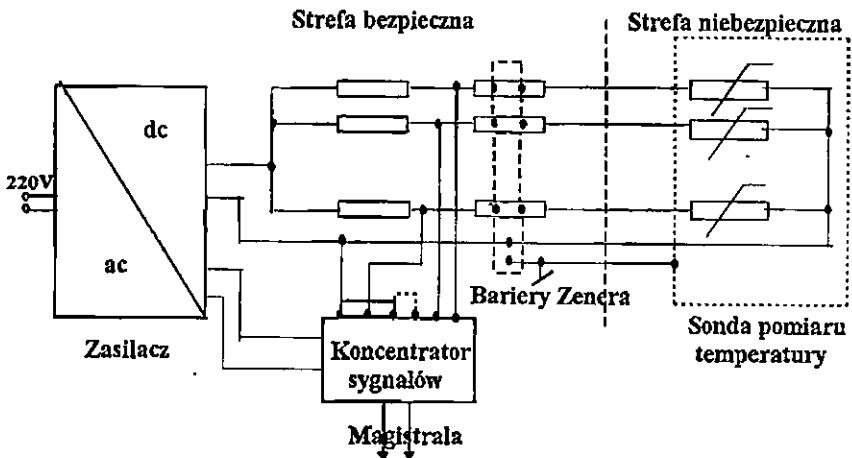 Strefa bezpieczna
Strefa niebezpieczna
dc
220V
ac
Bariery Zenera
Zasilacz
Koncentrator
sygnałów
Sonda pomiaru
temperatury
Magistrala